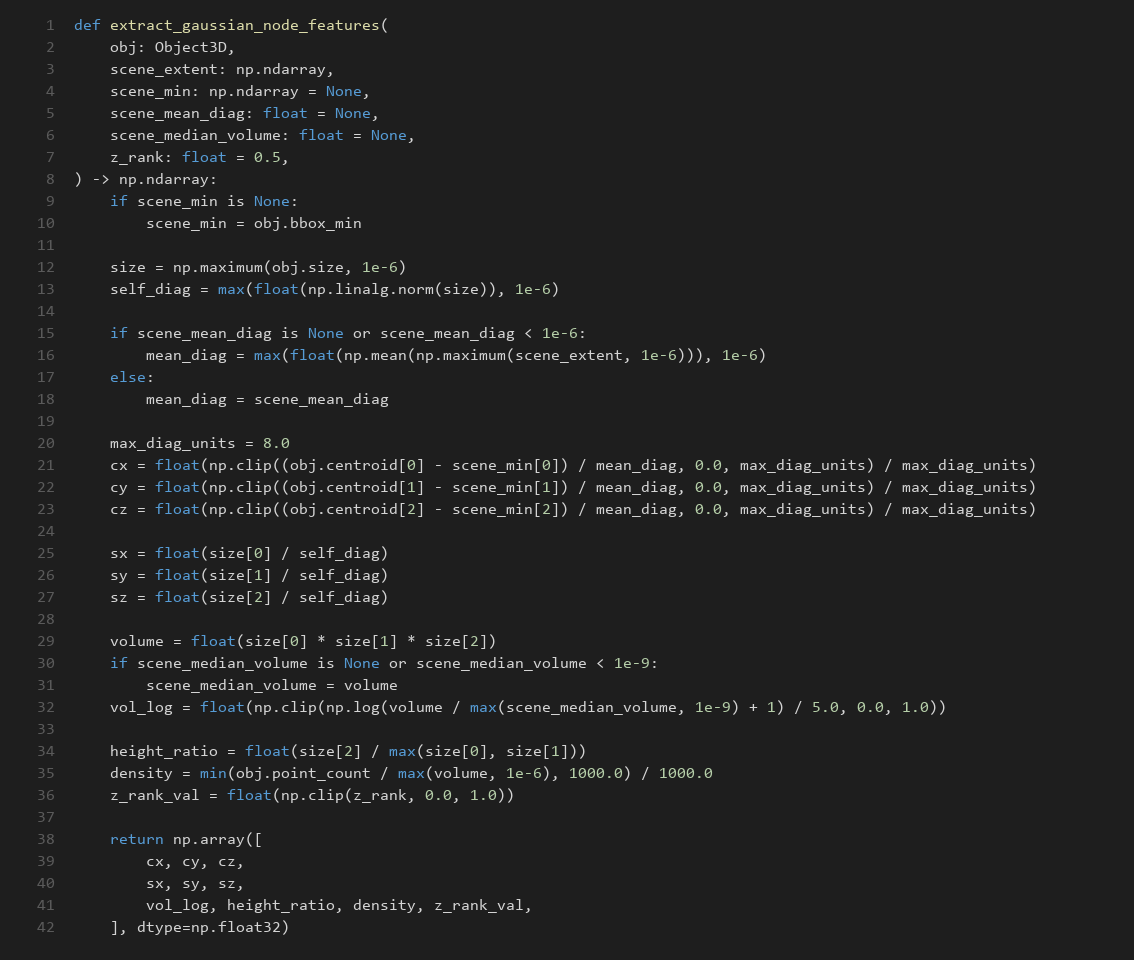 1 def extract_gaussian_node_features(
2     obj: Object3D,
3     scene_extent: np.ndarray,
4     scene_min: np.ndarray = None,
5     scene_mean_diag: float = None,
6     scene_median_volume: float = None,
7     z_rank: float = 0.5,
8 ) -> np.ndarray:
9     if scene_min is None:
10         scene_min = obj.bbox_min
11
12     size = np.maximum(obj.size, 1e-6)
13     self_diag = max(float(np.linalg.norm(size)), 1e-6)
14
15     if scene_mean_diag is None or scene_mean_diag < 1e-6:
16         mean_diag = max(float(np.mean(np.maximum(scene_extent, 1e-6))), 1e-6)
17     else:
18         mean_diag = scene_mean_diag
19
20     max_diag_units = 8.0
21     cx = float(np.clip((obj.centroid[0] - scene_min[0]) / mean_diag, 0.0, max_diag_units) / max_diag_units)
22     cy = float(np.clip((obj.centroid[1] - scene_min[1]) / mean_diag, 0.0, max_diag_units) / max_diag_units)
23     cz = float(np.clip((obj.centroid[2] - scene_min[2]) / mean_diag, 0.0, max_diag_units) / max_diag_units)
24
25     sx = float(size[0] / self_diag)
26     sy = float(size[1] / self_diag)
27     sz = float(size[2] / self_diag)
28
29     volume = float(size[0] * size[1] * size[2])
30     if scene_median_volume is None or scene_median_volume < 1e-9:
31         scene_median_volume = volume
32     vol_log = float(np.clip(np.log(volume / max(scene_median_volume, 1e-9) + 1) / 5.0, 0.0, 1.0))
33
34     height_ratio = float(size[2] / max(size[0], size[1]))
35     density = min(obj.point_count / max(volume, 1e-6), 1000.0) / 1000.0
36     z_rank_val = float(np.clip(z_rank, 0.0, 1.0))
37
38     return np.array([
39         cx, cy, cz,
40         sx, sy, sz,
41         vol_log, height_ratio, density, z_rank_val,
42     ], dtype=np.float32)